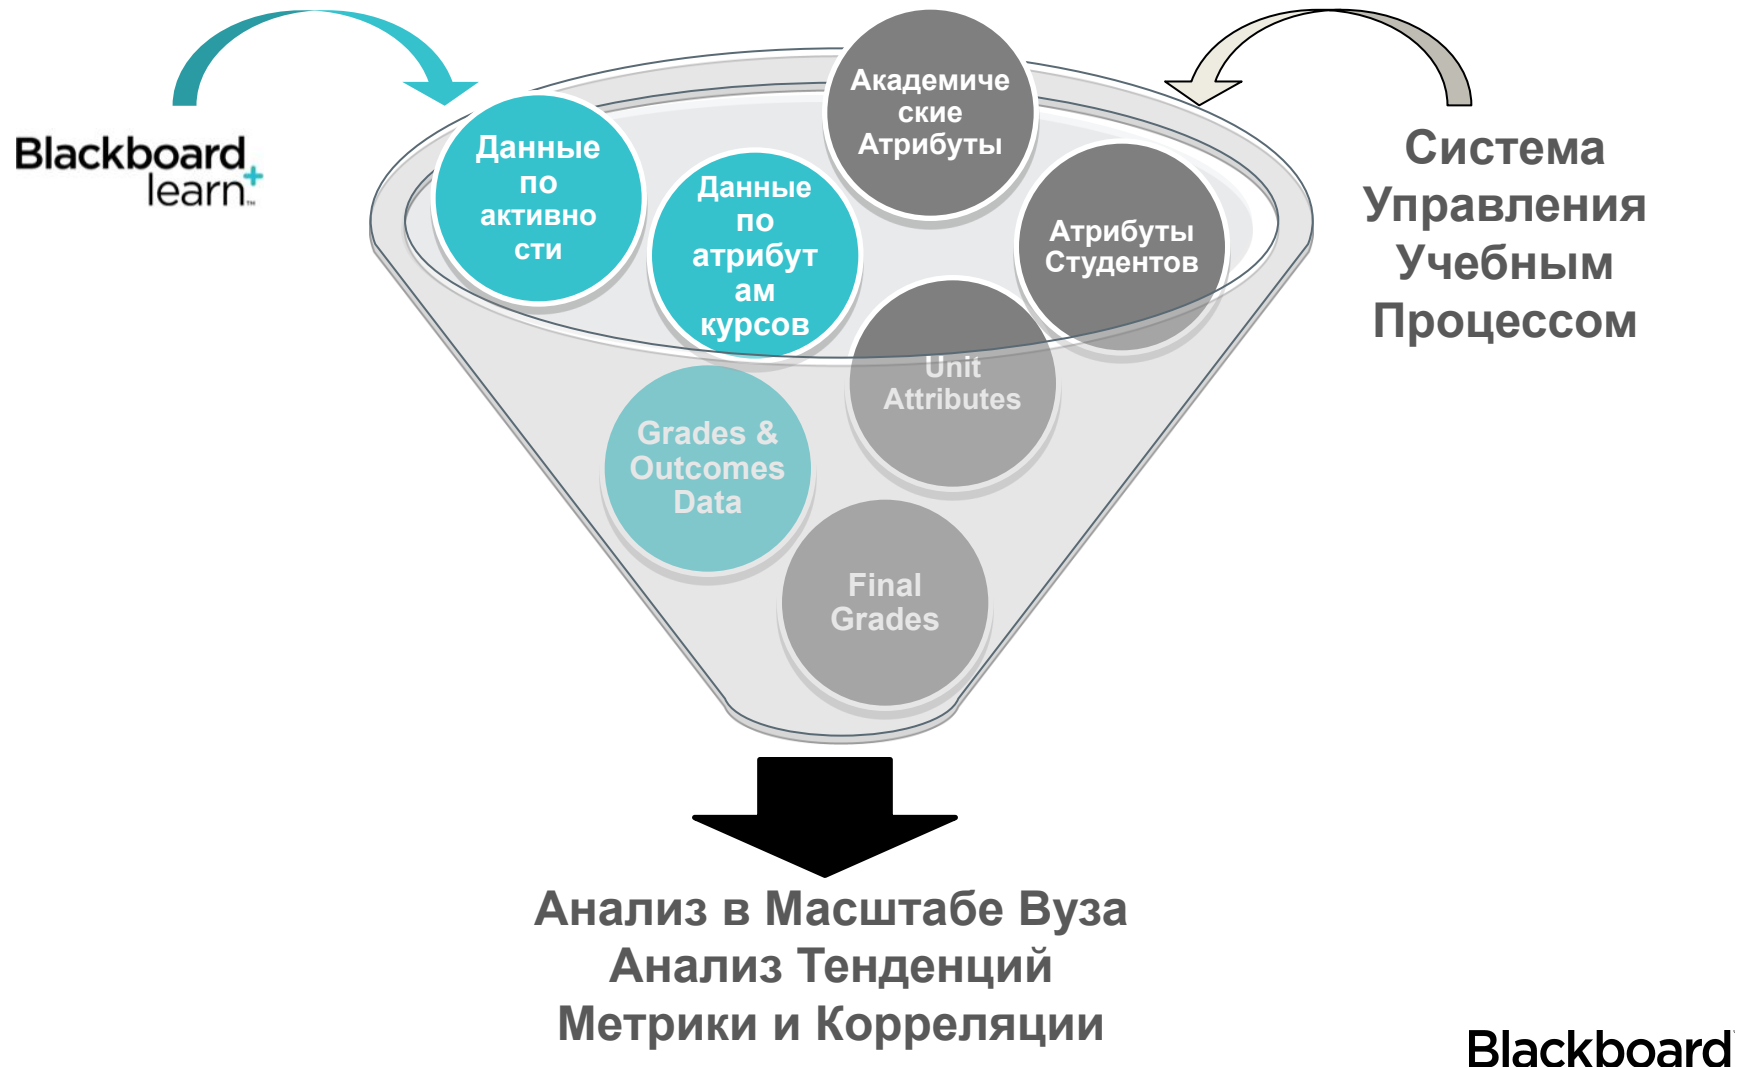 Blackboard
learn+™
Данные
по
активно
сти
Данные
по
атрибут
ам
курсов
Академиче
ские
Атрибуты
Атрибуты
Студентов
Система
Управления
Учебным
Процессом
Unit
Attributes
Grades &
Outcomes
Data
Final
Grades
Анализ в Масштабе Вуза
Анализ Тенденций
Метрики и Корреляции
Blackboard